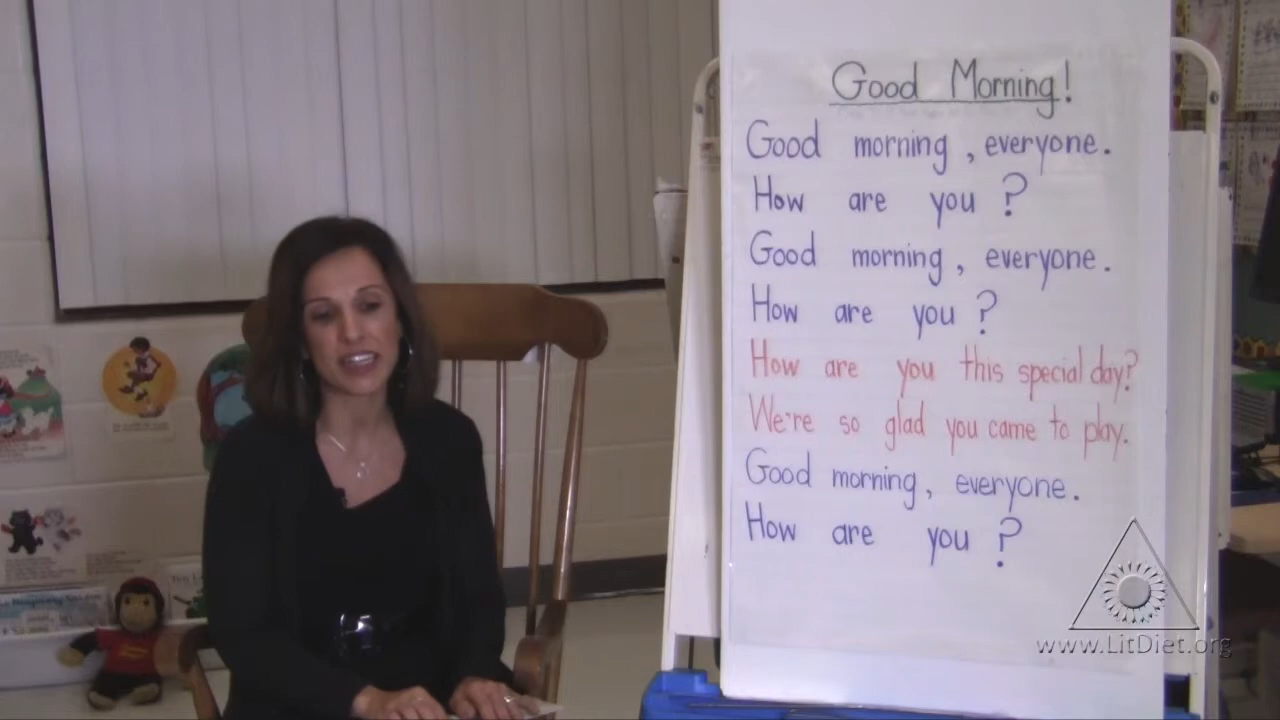 Good Morning!
Good morning, everyone.
How are you?
Good morning, everyone.
How are you?
How are you this special day?
We're so glad you came to play.
Good morning, everyone.
How are you?
www.LitDiet.org